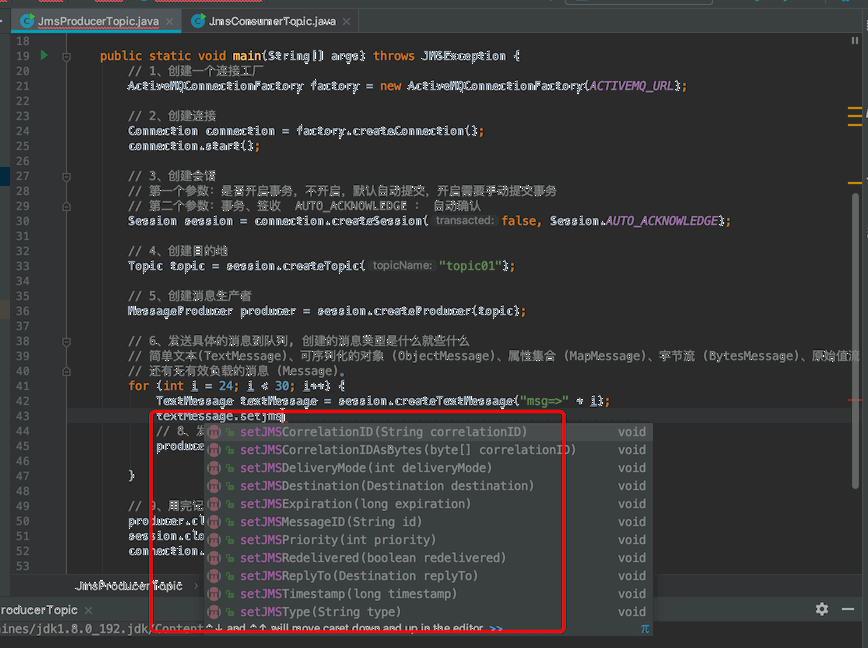 JmsProducerTopic.java
JmsConsumerTopic.java
18
19 public static void main(String[] args) throws JMSException {
20 // 1、创建一个连接工厂
21 ActiveMQConnectionFactory factory = new ActiveMQConnectionFactory(ACTIVEMQ_URL);
22
23 // 2、创建连接
24 Connection connection = factory.createConnection();
25 connection.start();
26
27 // 3、创建会话
28 // 第一个参数：是否开启事务，不开启，默认自动提交，开启需要手动提交事务
29 // 第二个参数：事务、签收 AUTO_ACKNOWLEDGE : 自动确认
30 Session session = connection.createSession( transacted: false, Session.AUTO_ACKNOWLEDGE);
31
32 // 4、创建目的地
33 Topic topic = session.createTopic( topicName: "topic01");
34
35 // 5、创建消息生产者
36 MessageProducer producer = session.createProducer(topic);
37
38 // 6、发送具体的消息到队列，创建的消息类型是什么就些什么
39 // 简单文本(TextMessage)、可序列化的对象 (ObjectMessage)、属性集合 (MapMessage)、字节流 (BytesMessage)、原始值流
40 // 还有无有效负载的消息 (Message)。
41 for (int i = 24; i < 30; i++) {
42 TextMessage textMessage = session.createTextMessage("msg=>" + i);
43 textMessage.setjms
44 // 8、发
45 produce
46
47 }
48
49 // 9、用完记
50 producer.cl
51 session.clo
52 connection.
53
setJMSCorrelationID(String correlationID) void
setJMSCorrelationIDAsBytes(byte[] correlationID) void
setJMSDeliveryMode(int deliveryMode) void
setJMSDestination(Destination destination) void
setJMSExpiration(long expiration) void
setJMSMessageID(String id) void
setJMSPriority(int priority) void
setJMSRedelivered(boolean redelivered) void
setJMSReplyTo(Destination replyTo) void
setJMSTimestamp(long timestamp) void
setJMSType(String type) void
^↓ and ^↑ will move caret down and up in the editor >> π
JmsProducerTopic
roducerTopic
ines/jdk1.8.0_192.jdk/Content